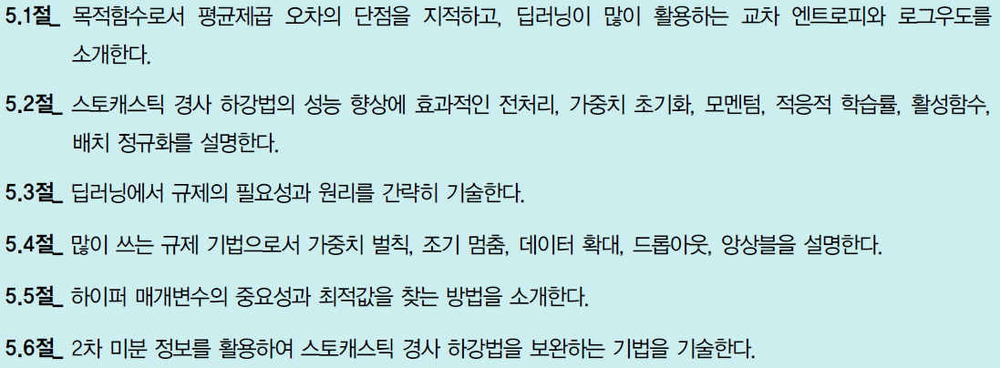 5.1절_ 목적함수로서 평균제곱 오차의 단점을 지적하고, 딥러닝이 많이 활용하는 교차 엔트로피와 로그우도를
소개한다.
5.2절_ 스토캐스틱 경사 하강법의 성능 향상에 효과적인 전처리, 가중치 초기화, 모멘텀, 적응적 학습률, 활성함수,
배치 정규화를 설명한다.
5.3절_ 딥러닝에서 규제의 필요성과 원리를 간략히 기술한다.
5.4절_ 많이 쓰는 규제 기법으로서 가중치 벌칙, 조기 멈춤, 데이터 확대, 드롭아웃, 앙상블을 설명한다.
5.5절_ 하이퍼 매개변수의 중요성과 최적값을 찾는 방법을 소개한다.
5.6절_ 2차 미분 정보를 활용하여 스토캐스틱 경사 하강법을 보완하는 기법을 기술한다.